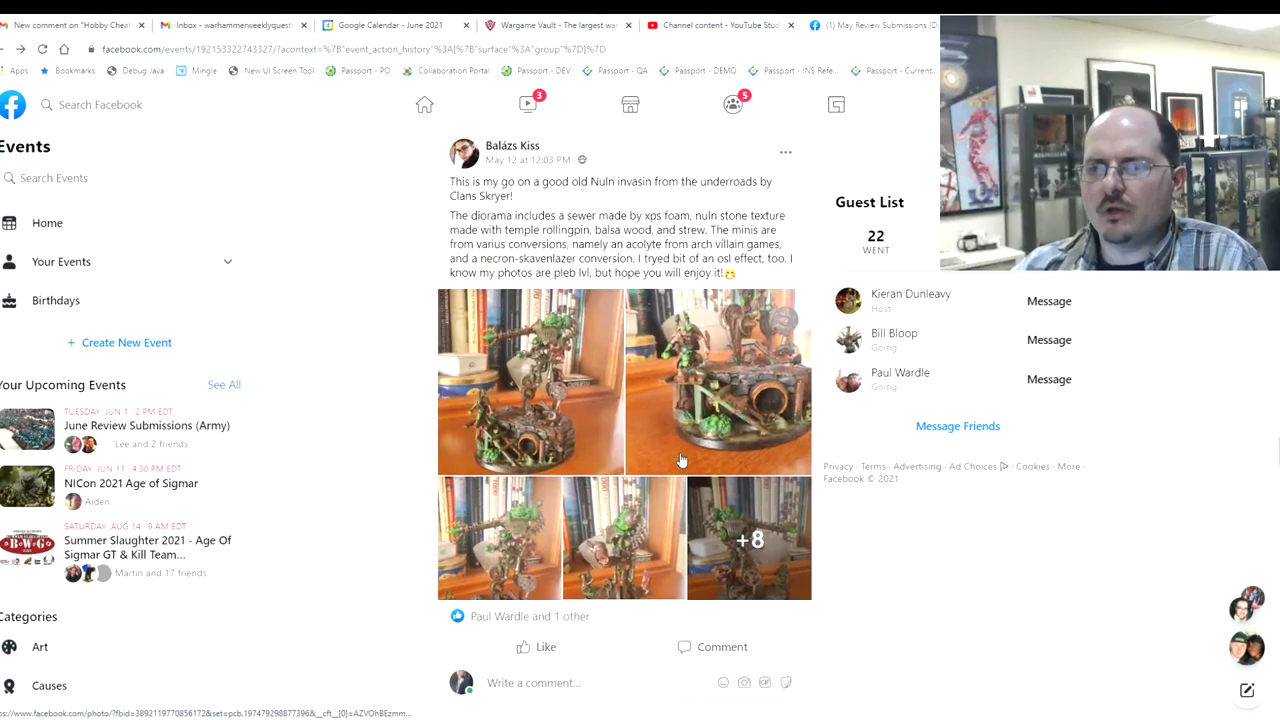 New comment on "Hobby Cheat
Inbox - warhammerweeklyquest
Google Calendar - June 2021
Wargame Vault - The largest wa
Channel content - YouTube Stud
(1) May Review Submissions (D
facebook.com/events/192153322743327/?acontext=%7B"event_action_history"%3A[%7B"surface"%3A"group"%7D]%7D
Apps
Bookmarks
Debug Java
Mingle
New UI Screen Tool
Passport - PO
Collaboration Portal
Passport - DEV
Passport - QA
Passport - DEMO
Passport - INS Refe...
Passport - Current...
Search Facebook
3
5
Events
Search Events
Home
Your Events
Birthdays
+ Create New Event
Your Upcoming Events
See All
TUESDAY, JUN 1 · 2 PM EDT
June Review Submissions (Army)
Lee and 2 friends
FRIDAY, JUN 11 · 4:30 PM EDT
NICon 2021 Age of Sigmar
Aiden
SATURDAY, AUG 14 · 9 AM EDT
Summer Slaughter 2021 - Age Of
Sigmar GT & Kill Team...
Martin and 17 friends
BWG
Categories
Art
Causes
Balázs Kiss
May 12 at 12:03 PM ·
This is my go on a good old Nuln invasin from the underroads by
Clans Skryer!
The diorama includes a sewer made by xps foam, nuln stone texture
made with temple rollingpin, balsa wood, and strew. The minis are
from varius conversions, namely an acolyte from arch villain games,
and a necron-skavenlazer conversion. I tryed bit of an osl effect, too. I
know my photos are pleb lvl, but hope you will enjoy it!
+8
Paul Wardle and 1 other
Like
Comment
Write a comment...
Guest List
22
WENT
Kieran Dunleavy
Host
Message
Bill Bloop
Going
Message
Paul Wardle
Going
Message
Message Friends
Privacy · Terms · Advertising · Ad Choices · Cookies · More ·
Facebook © 2021